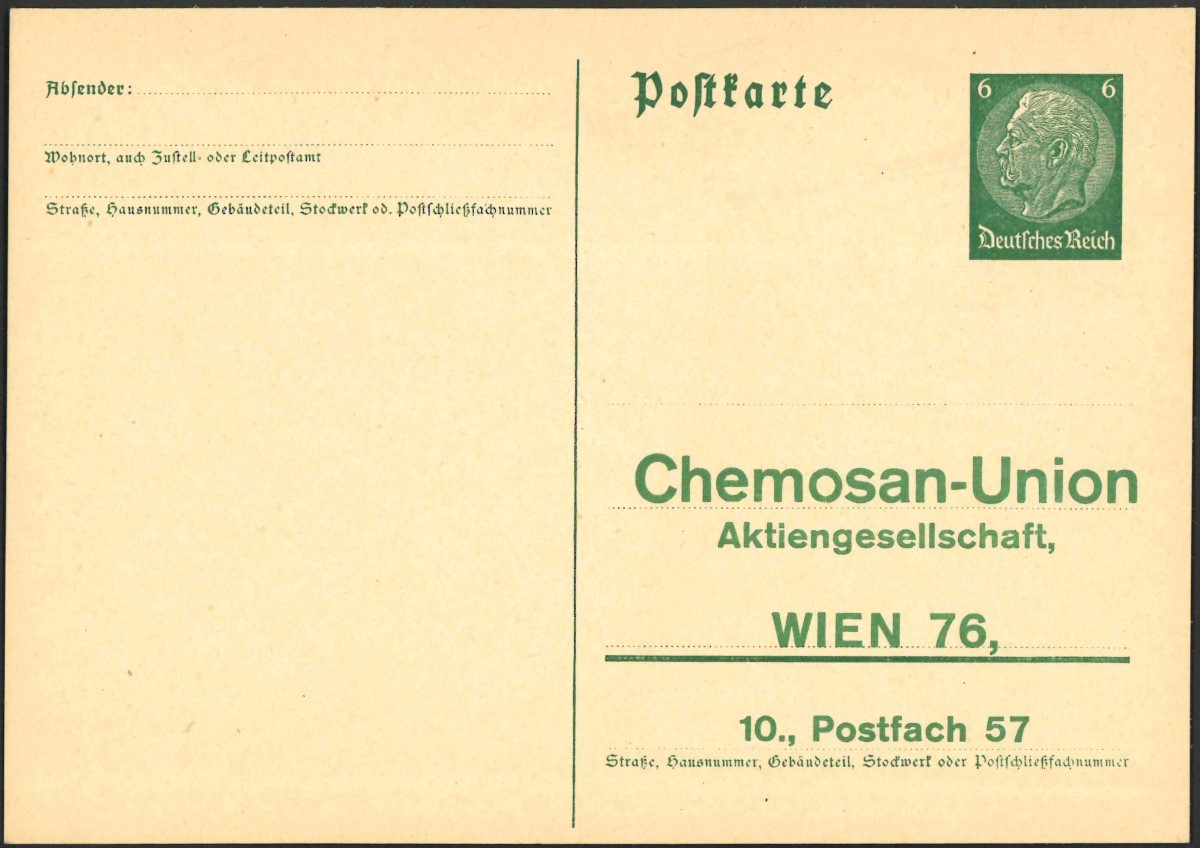 Absender:
Wohnort, auch Zustell- oder Leitpostamt
Straße, Hausnummer, Gebäudeteil, Stockwerk od. Postschließfachnummer
Postkarte
6 6
Deutsches Reich
Chemosan-Union
Aktiengesellschaft,
WIEN 76,
10., Postfach 57
Straße, Hausnummer, Gebäudeteil, Stockwerk oder Postschließfachnummer